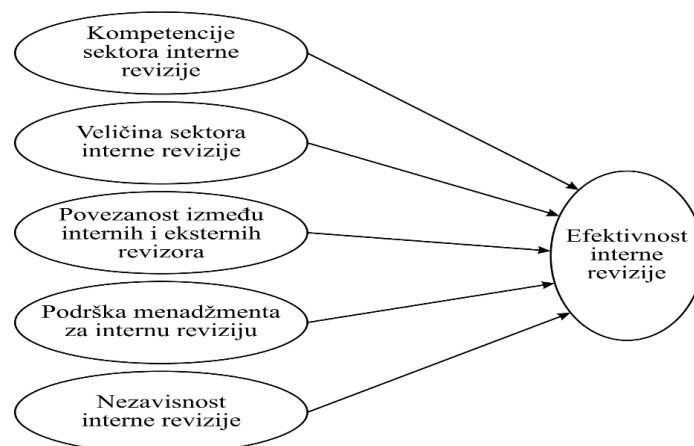 Kompetencije
sektora interne
revizije
Veličina sektora
interne revizije
Povezanost između
internih i eksternih
revizora
Podrška menadžmenta
za internu reviziju
Nezavisnost
interne revizije
Efektivnost
interne
revizije